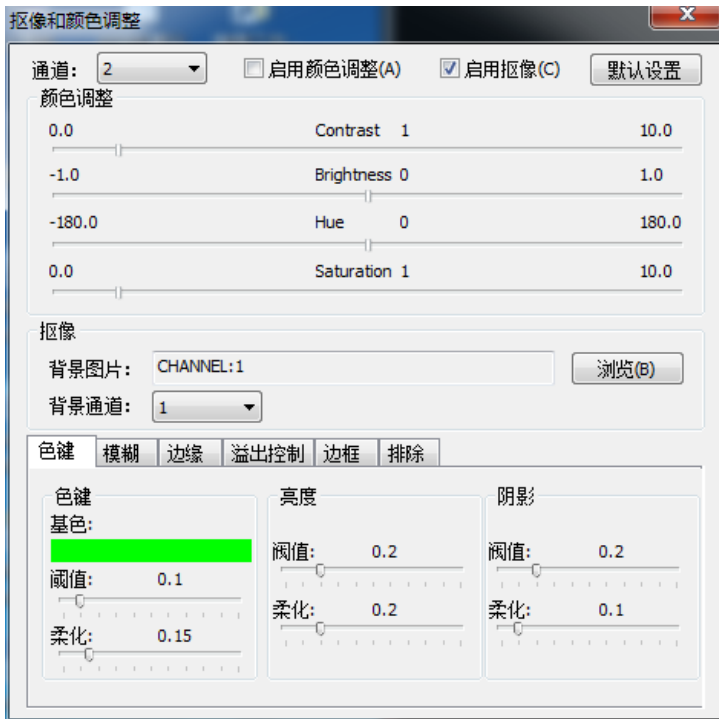 抠像和颜色调整
通道: 2 启用颜色调整(A) 启用抠像(C) 默认设置
颜色调整
0.0 Contrast 1 10.0
-1.0 Brightness 0 1.0
-180.0 Hue 0 180.0
0.0 Saturation 1 10.0
抠像
背景图片: CHANNEL:1 浏览(B)
背景通道: 1
色键 模糊 边缘 溢出控制 边框 排除
色键 亮度 阴影
基色:
阈值: 0.1 阀值: 0.2 阀值: 0.2
柔化: 0.15 柔化: 0.2 柔化: 0.1